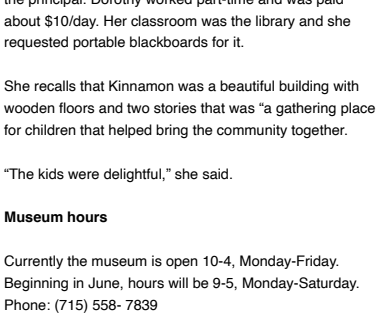 the principal. Dorothy worked part-time and was paid
about $10/day. Her classroom was the library and she
requested portable blackboards for it.
She recalls that Kinnamon was a beautiful building with
wooden floors and two stories that was “a gathering place
for children that helped bring the community together.
“The kids were delightful,” she said.
Museum hours
Currently the museum is open 10-4, Monday-Friday.
Beginning in June, hours will be 9-5, Monday-Saturday.
Phone: (715) 558- 7839